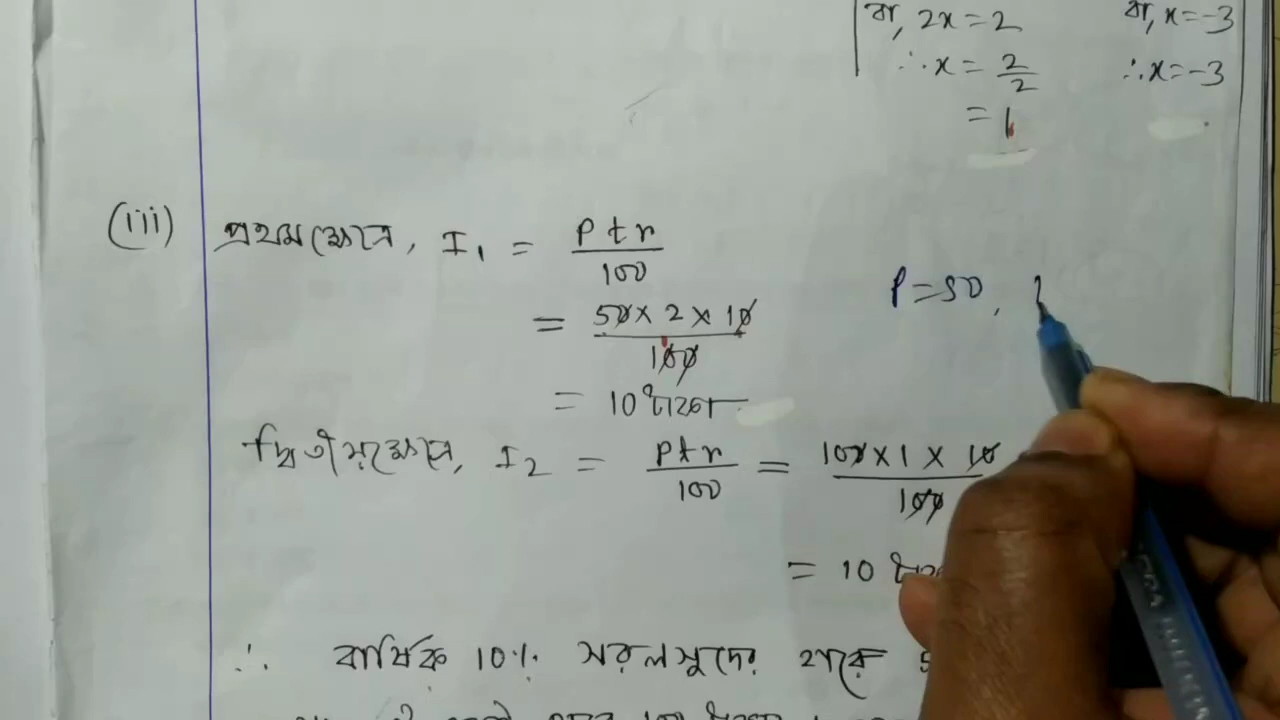 বা, 2x = 2 বা, x = -3
∴ x = 2/2 ∴ x = -3
= 1
(iii) প্রথমক্ষেত্রে, I₁ = Ptr/100
P = 50,
= 50 × 2 × 10/100
= 10 টাকা
দ্বিতীয়ক্ষেত্রে, I₂ = Ptr/100 = 100 × 1 × 10/100
= 10
∴ বার্ষিক 10% সরলসুদের হারে